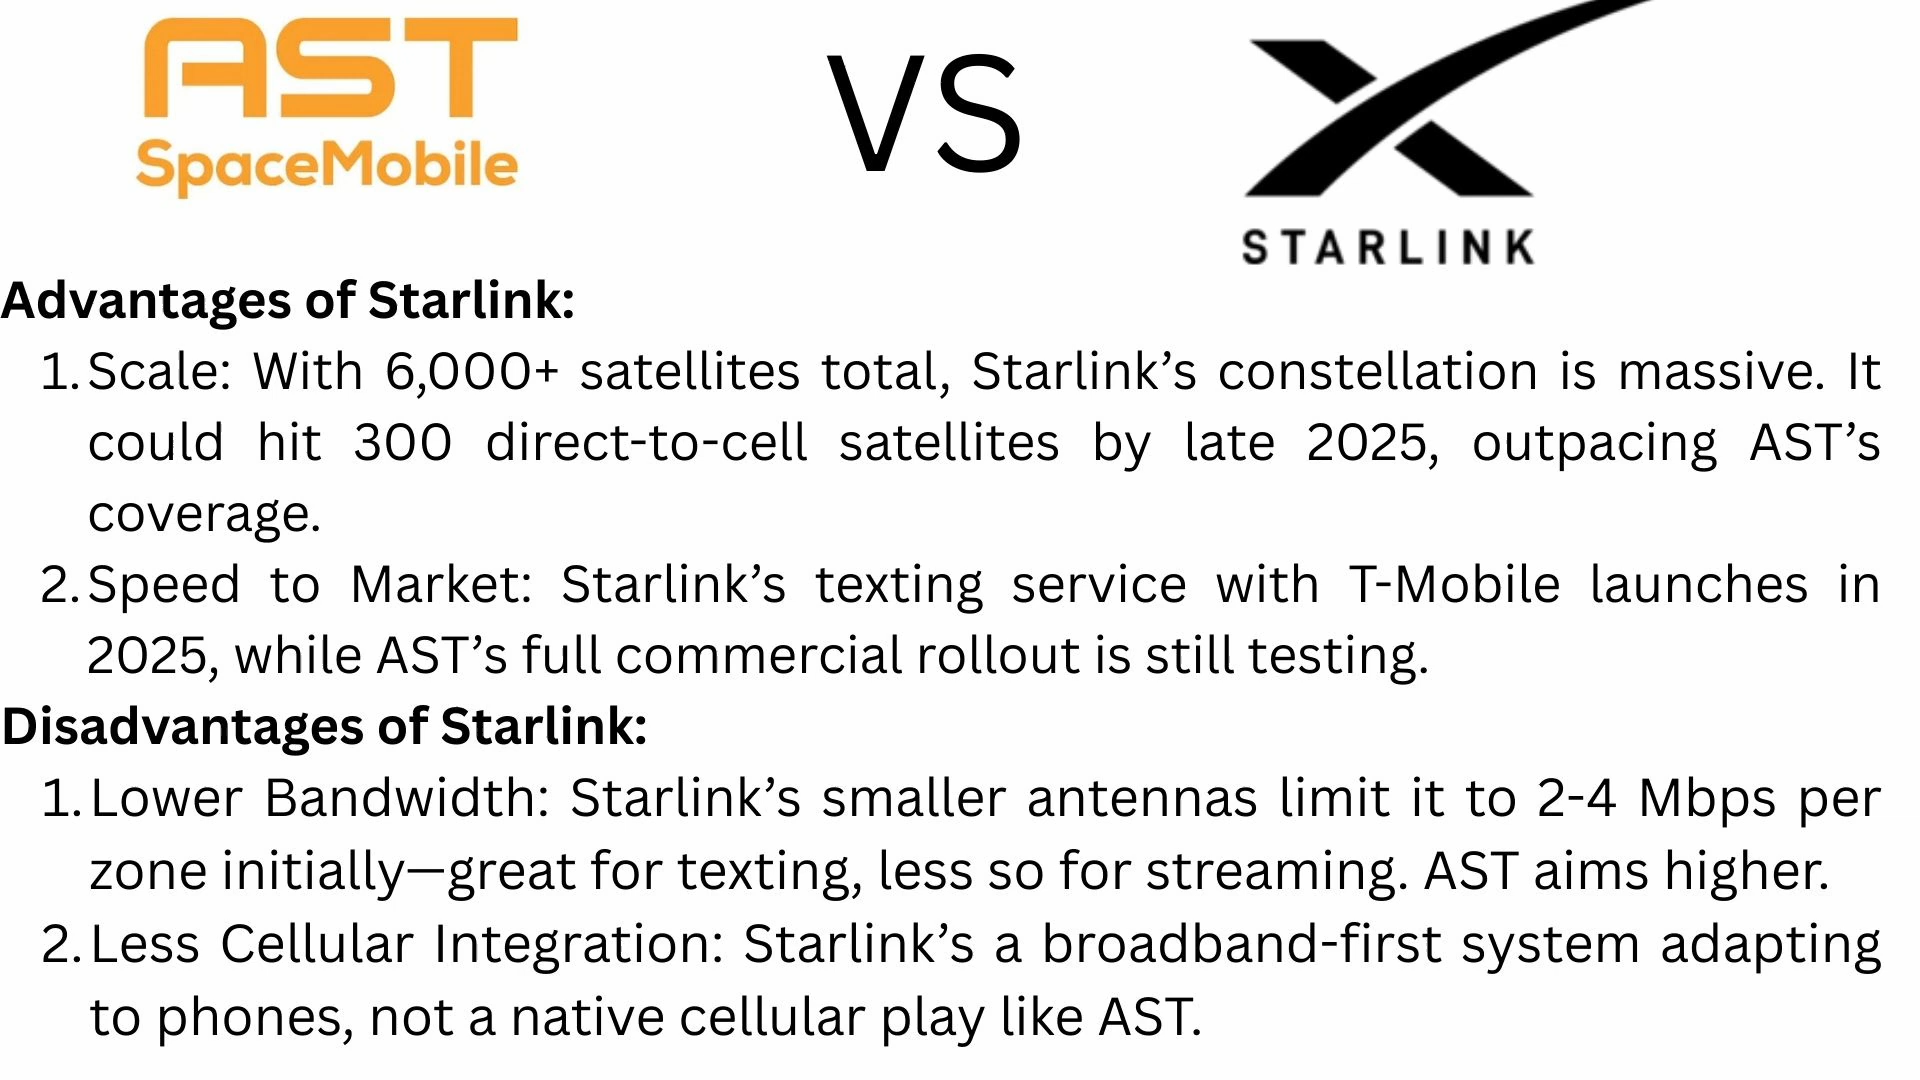 AST
SpaceMobile
VS
STARLINK
Advantages of Starlink:
1. Scale: With 6,000+ satellites total, Starlink’s constellation is massive. It
could hit 300 direct-to-cell satellites by late 2025, outpacing AST’s
coverage.
2. Speed to Market: Starlink’s texting service with T-Mobile launches in
2025, while AST’s full commercial rollout is still testing.
Disadvantages of Starlink:
1. Lower Bandwidth: Starlink’s smaller antennas limit it to 2-4 Mbps per
zone initially—great for texting, less so for streaming. AST aims higher.
2. Less Cellular Integration: Starlink’s a broadband-first system adapting
to phones, not a native cellular play like AST.